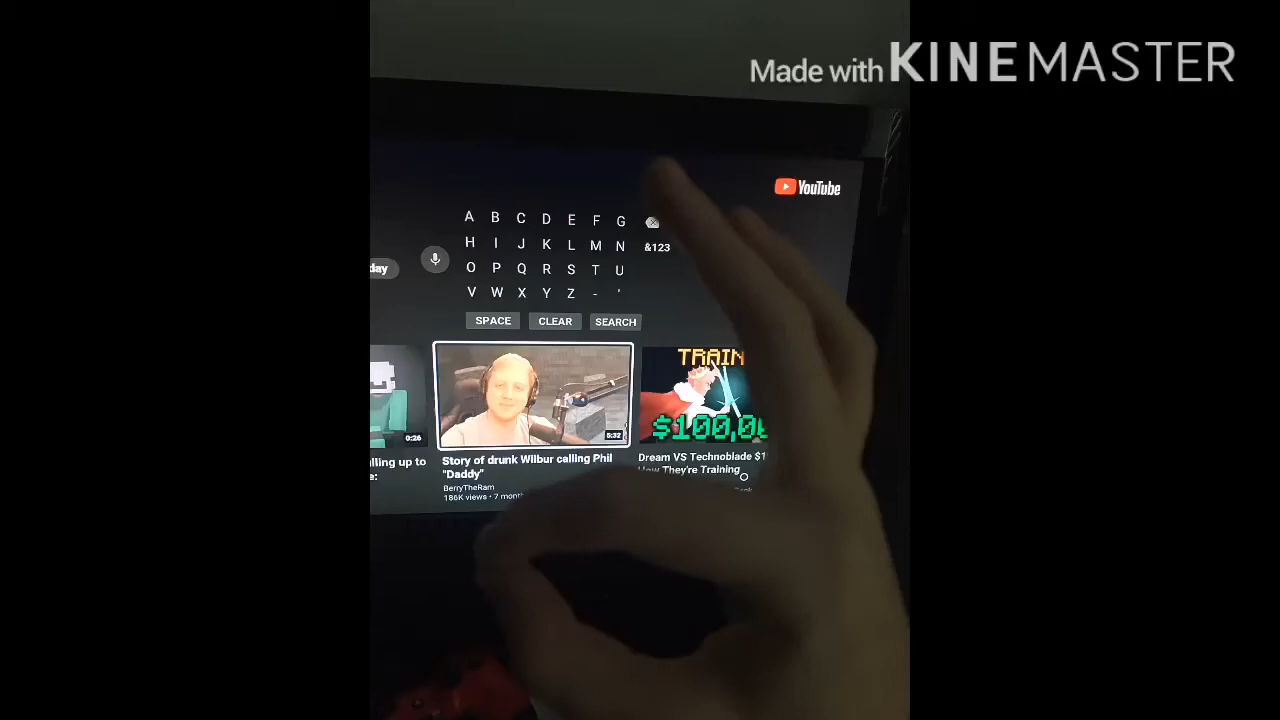 Made with KINEMASTER
YouTube
A B C D E F G
H I J K L M N &123
O P Q R S T U
V W X Y Z - '
day
SPACE CLEAR SEARCH
TRAIN
$100,0
0:26
5:32
lling up to
e:
Story of drunk Wilbur calling Phil
"Daddy"
BerryTheRam
186K views • 7 month
Dream VS Technoblade $1
How They're Training